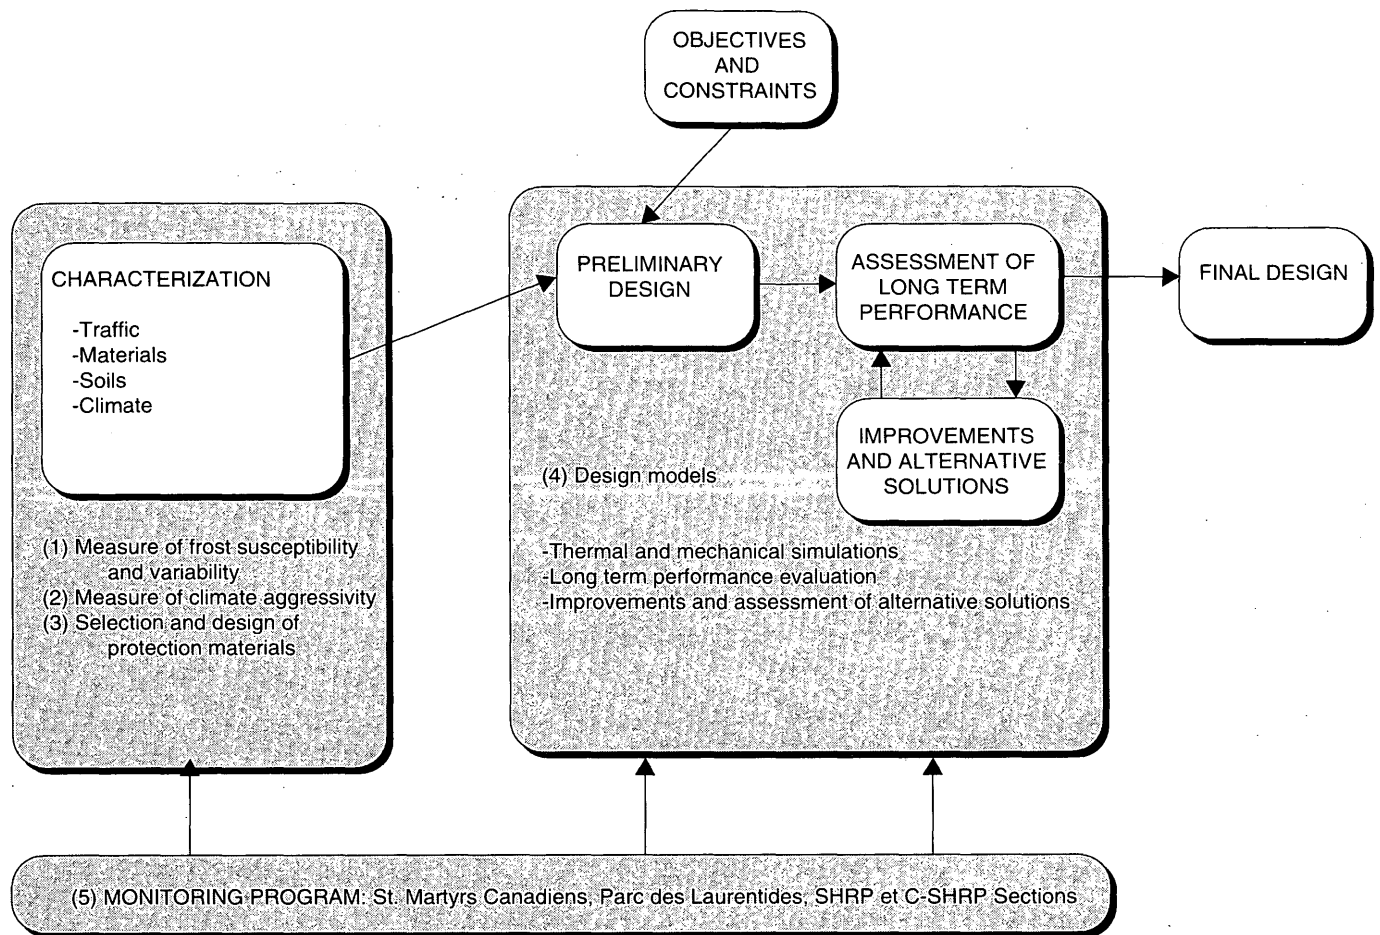 OBJECTIVES
AND
CONSTRAINTS
CHARACTERIZATION
-Traffic
-Materials
-Soils
-Climate
(1) Measure of frost susceptibility
and variability
(2) Measure of climate aggressivity
(3) Selection and design of
protection materials
PRELIMINARY
DESIGN
ASSESSMENT OF
LONG TERM
PERFORMANCE
IMPROVEMENTS
AND ALTERNATIVE
SOLUTIONS
(4) Design models
-Thermal and mechanical simulations
-Long term performance evaluation
-Improvements and assessment of alternative solutions
FINAL DESIGN
(5) MONITORING PROGRAM: St. Martyrs Canadiens, Parc des Laurentides, SHRP et C-SHRP Sections